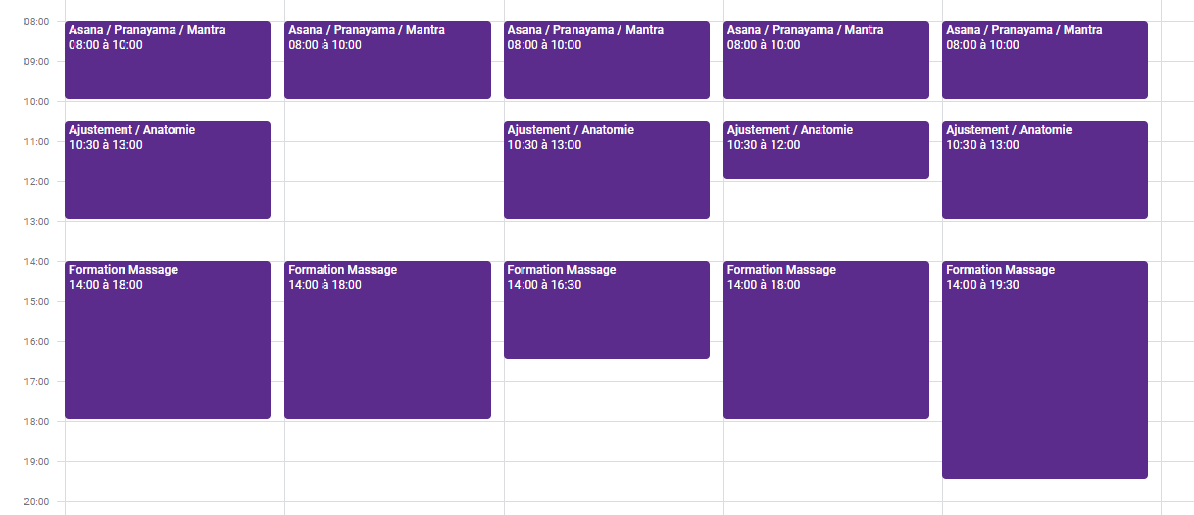 08:00
09:00
10:00
11:00
12:00
13:00
14:00
15:00
16:00
17:00
18:00
19:00
20:00
Asana / Pranayama / Mantra
08:00 à 10:00
Ajustement / Anatomie
10:30 à 13:00
Formation Massage
14:00 à 18:00
Asana / Pranayama / Mantra
08:00 à 10:00
Formation Massage
14:00 à 18:00
Asana / Pranayama / Mantra
08:00 à 10:00
Ajustement / Anatomie
10:30 à 13:00
Formation Massage
14:00 à 16:30
Asana / Pranayama / Mantra
08:00 à 10:00
Ajustement / Anatomie
10:30 à 12:00
Formation Massage
14:00 à 18:00
Asana / Pranayama / Mantra
08:00 à 10:00
Ajustement / Anatomie
10:30 à 13:00
Formation Massage
14:00 à 19:30